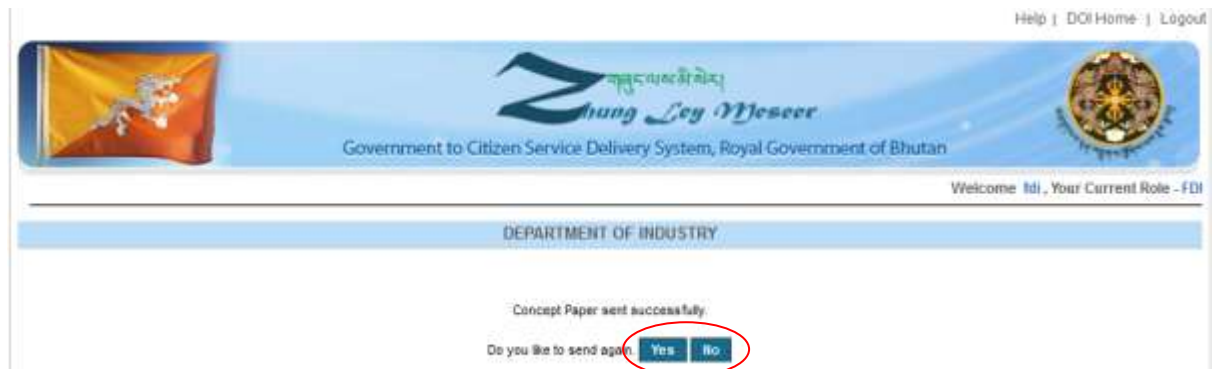 Help | DOI Home | Logout
གཞུང་ལས་མི་སེར།
Zhung Ley Meseer
Government to Citizen Service Delivery System, Royal Government of Bhutan
Welcome fdi , Your Current Role - FDI
DEPARTMENT OF INDUSTRY
Concept Paper sent successfully.
Do you like to send again. Yes No